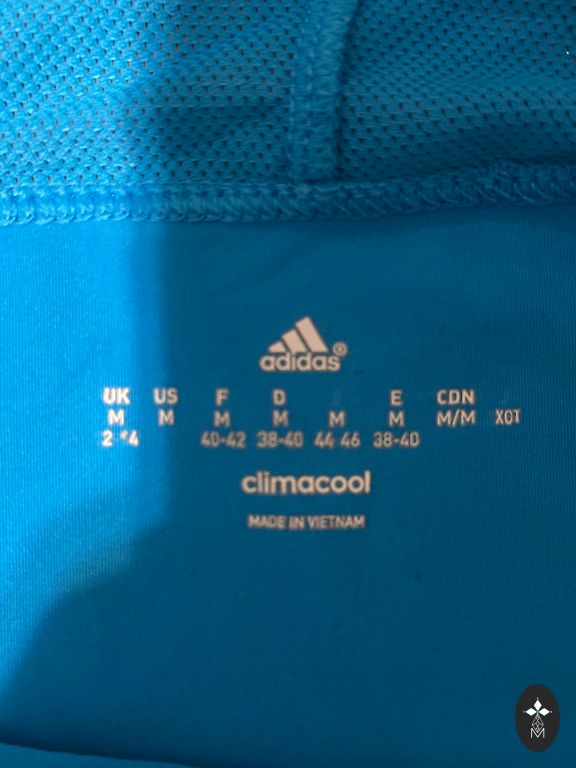 adidas®
UK US F D E CDN
M M M M M M M/M XOT
40-42 38-40 44 46 38-40
climacool
MADE IN VIETNAM
M